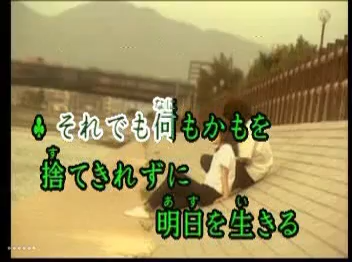 ♣それでも何もかもを
捨てきれずに
明日を生きる